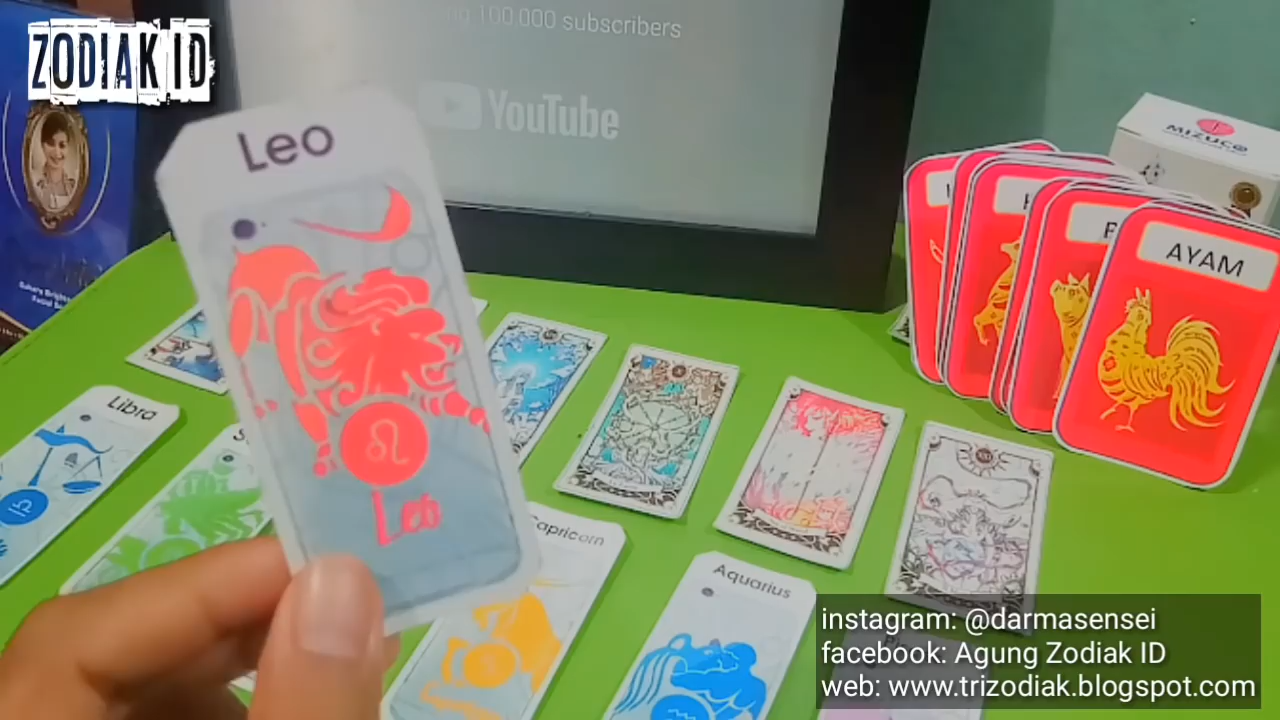 ZODIAK ID
100.000 subscribers
YouTube
Leo
Leo
MIZUCO
AYAM
Libra
Capricorn
Aquarius
instagram: @darmasensei
facebook: Agung Zodiak ID
web: www.trizodiak.blogspot.com